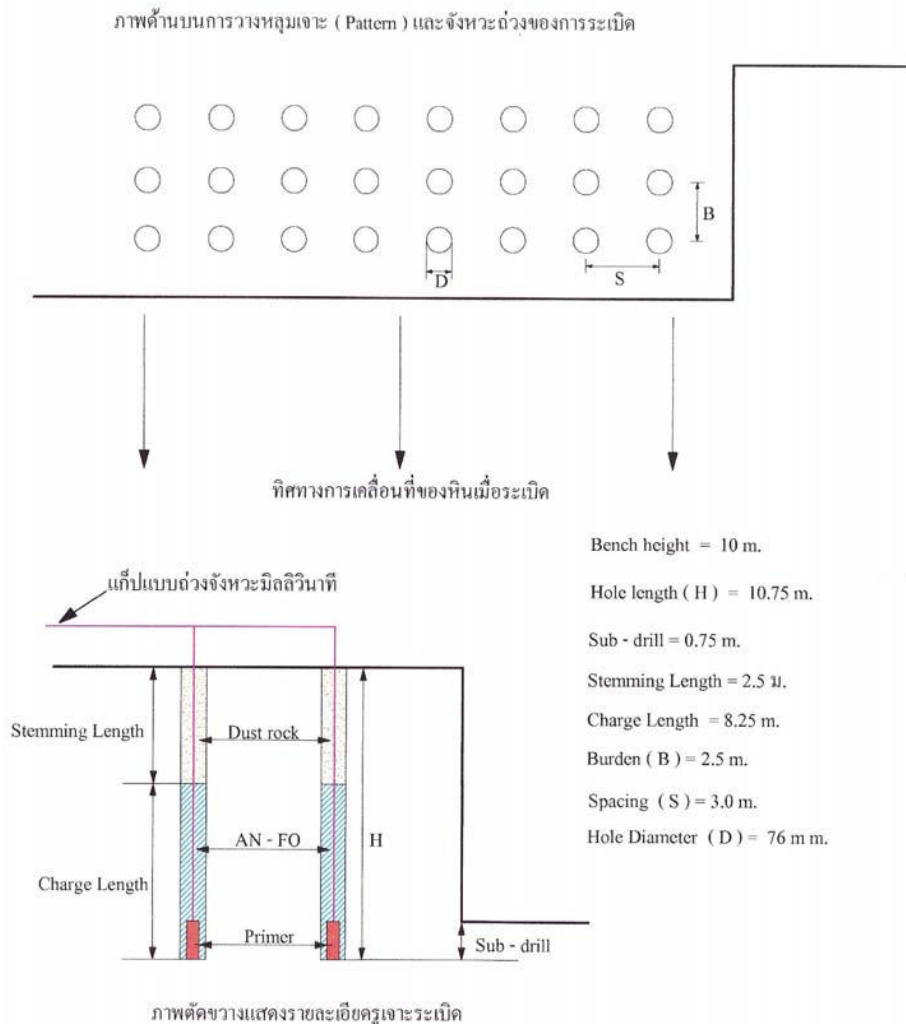 ภาพด้านบนการวางหลุมเจาะ ( Pattern ) และจังหวะถ่วงของการระเบิด
B
D
S
ทิศทางการเคลื่อนที่ของหินเมื่อระเบิด
Bench height = 10 m.
แก็ปแบบถ่วงจังหวะมิลลิวินาที
Hole length ( H ) = 10.75 m.
Sub - drill = 0.75 m.
Stemming Length = 2.5 ม.
Charge Length = 8.25 m.
Burden ( B ) = 2.5 m.
Spacing ( S ) = 3.0 m.
Hole Diameter ( D ) = 76 m m.
Stemming Length
Dust rock
AN - FO
H
Charge Length
Primer
Sub - drill
ภาพตัดขวางแสดงรายละเอียดรูเจาะระเบิด